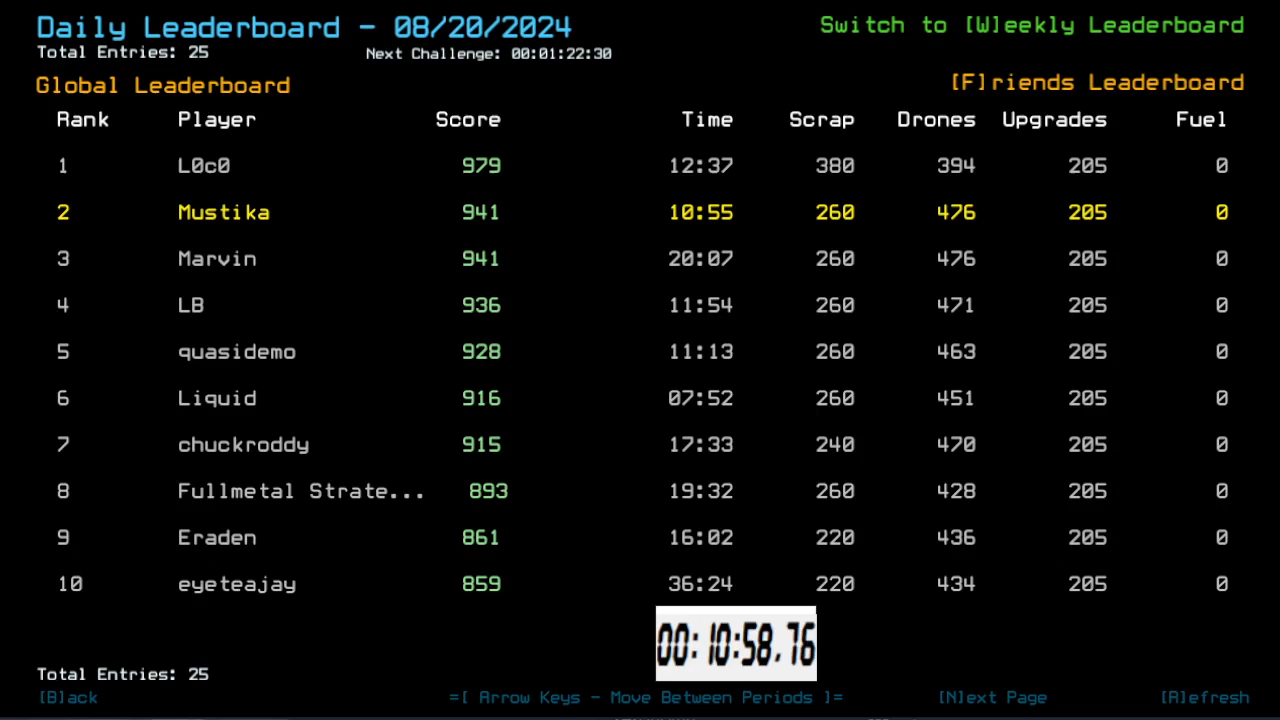 Daily Leaderboard - 08/20/2024 Switch to [W]eekly Leaderboard
Total Entries: 25 Next Challenge: 00:01:22:30
Global Leaderboard [F]riends Leaderboard
Rank Player Score Time Scrap Drones Upgrades Fuel
1 L0c0 979 12:37 380 394 205 0
2 Mustika 941 10:55 260 476 205 0
3 Marvin 941 20:07 260 476 205 0
4 LB 936 11:54 260 471 205 0
5 quasidemo 928 11:13 260 463 205 0
6 Liquid 916 07:52 260 451 205 0
7 chuckroddy 915 17:33 240 470 205 0
8 Fullmetal Strate... 893 19:32 260 428 205 0
9 Eraden 861 16:02 220 436 205 0
10 eyeteajay 859 36:24 220 434 205 0
00:10:58.76
Total Entries: 25
[B]ack =[ Arrow Keys - Move Between Periods ]= [N]ext Page [R]efresh